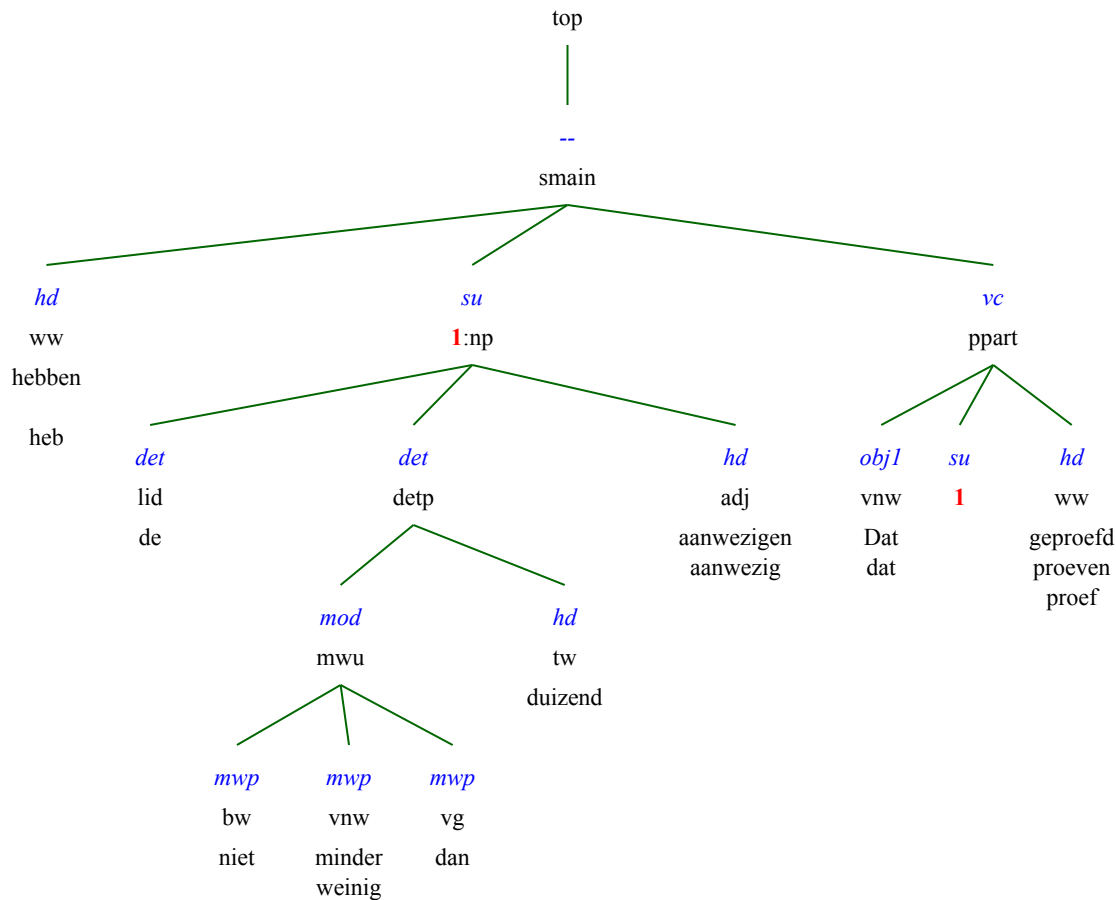 top
--
smain
hd su vc
ww 1:np ppart
hebben
heb
det det hd obj1 su hd
lid detp adj vnw 1 ww
de aanwezigen Dat geproefd
aanwezig dat proeven
proef
mod hd
mwu tw
duizend
mwp mwp mwp
bw vnw vg
niet minder dan
weinig